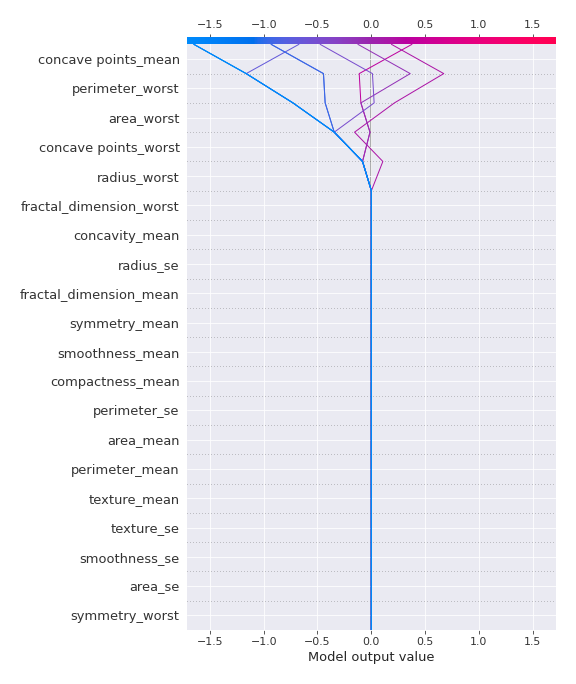 −1.5 −1.0 −0.5 0.0 0.5 1.0 1.5
concave points_mean
perimeter_worst
area_worst
concave points_worst
radius_worst
fractal_dimension_worst
concavity_mean
radius_se
fractal_dimension_mean
symmetry_mean
smoothness_mean
compactness_mean
perimeter_se
area_mean
perimeter_mean
texture_mean
texture_se
smoothness_se
area_se
symmetry_worst
−1.5 −1.0 −0.5 0.0 0.5 1.0 1.5
Model output value